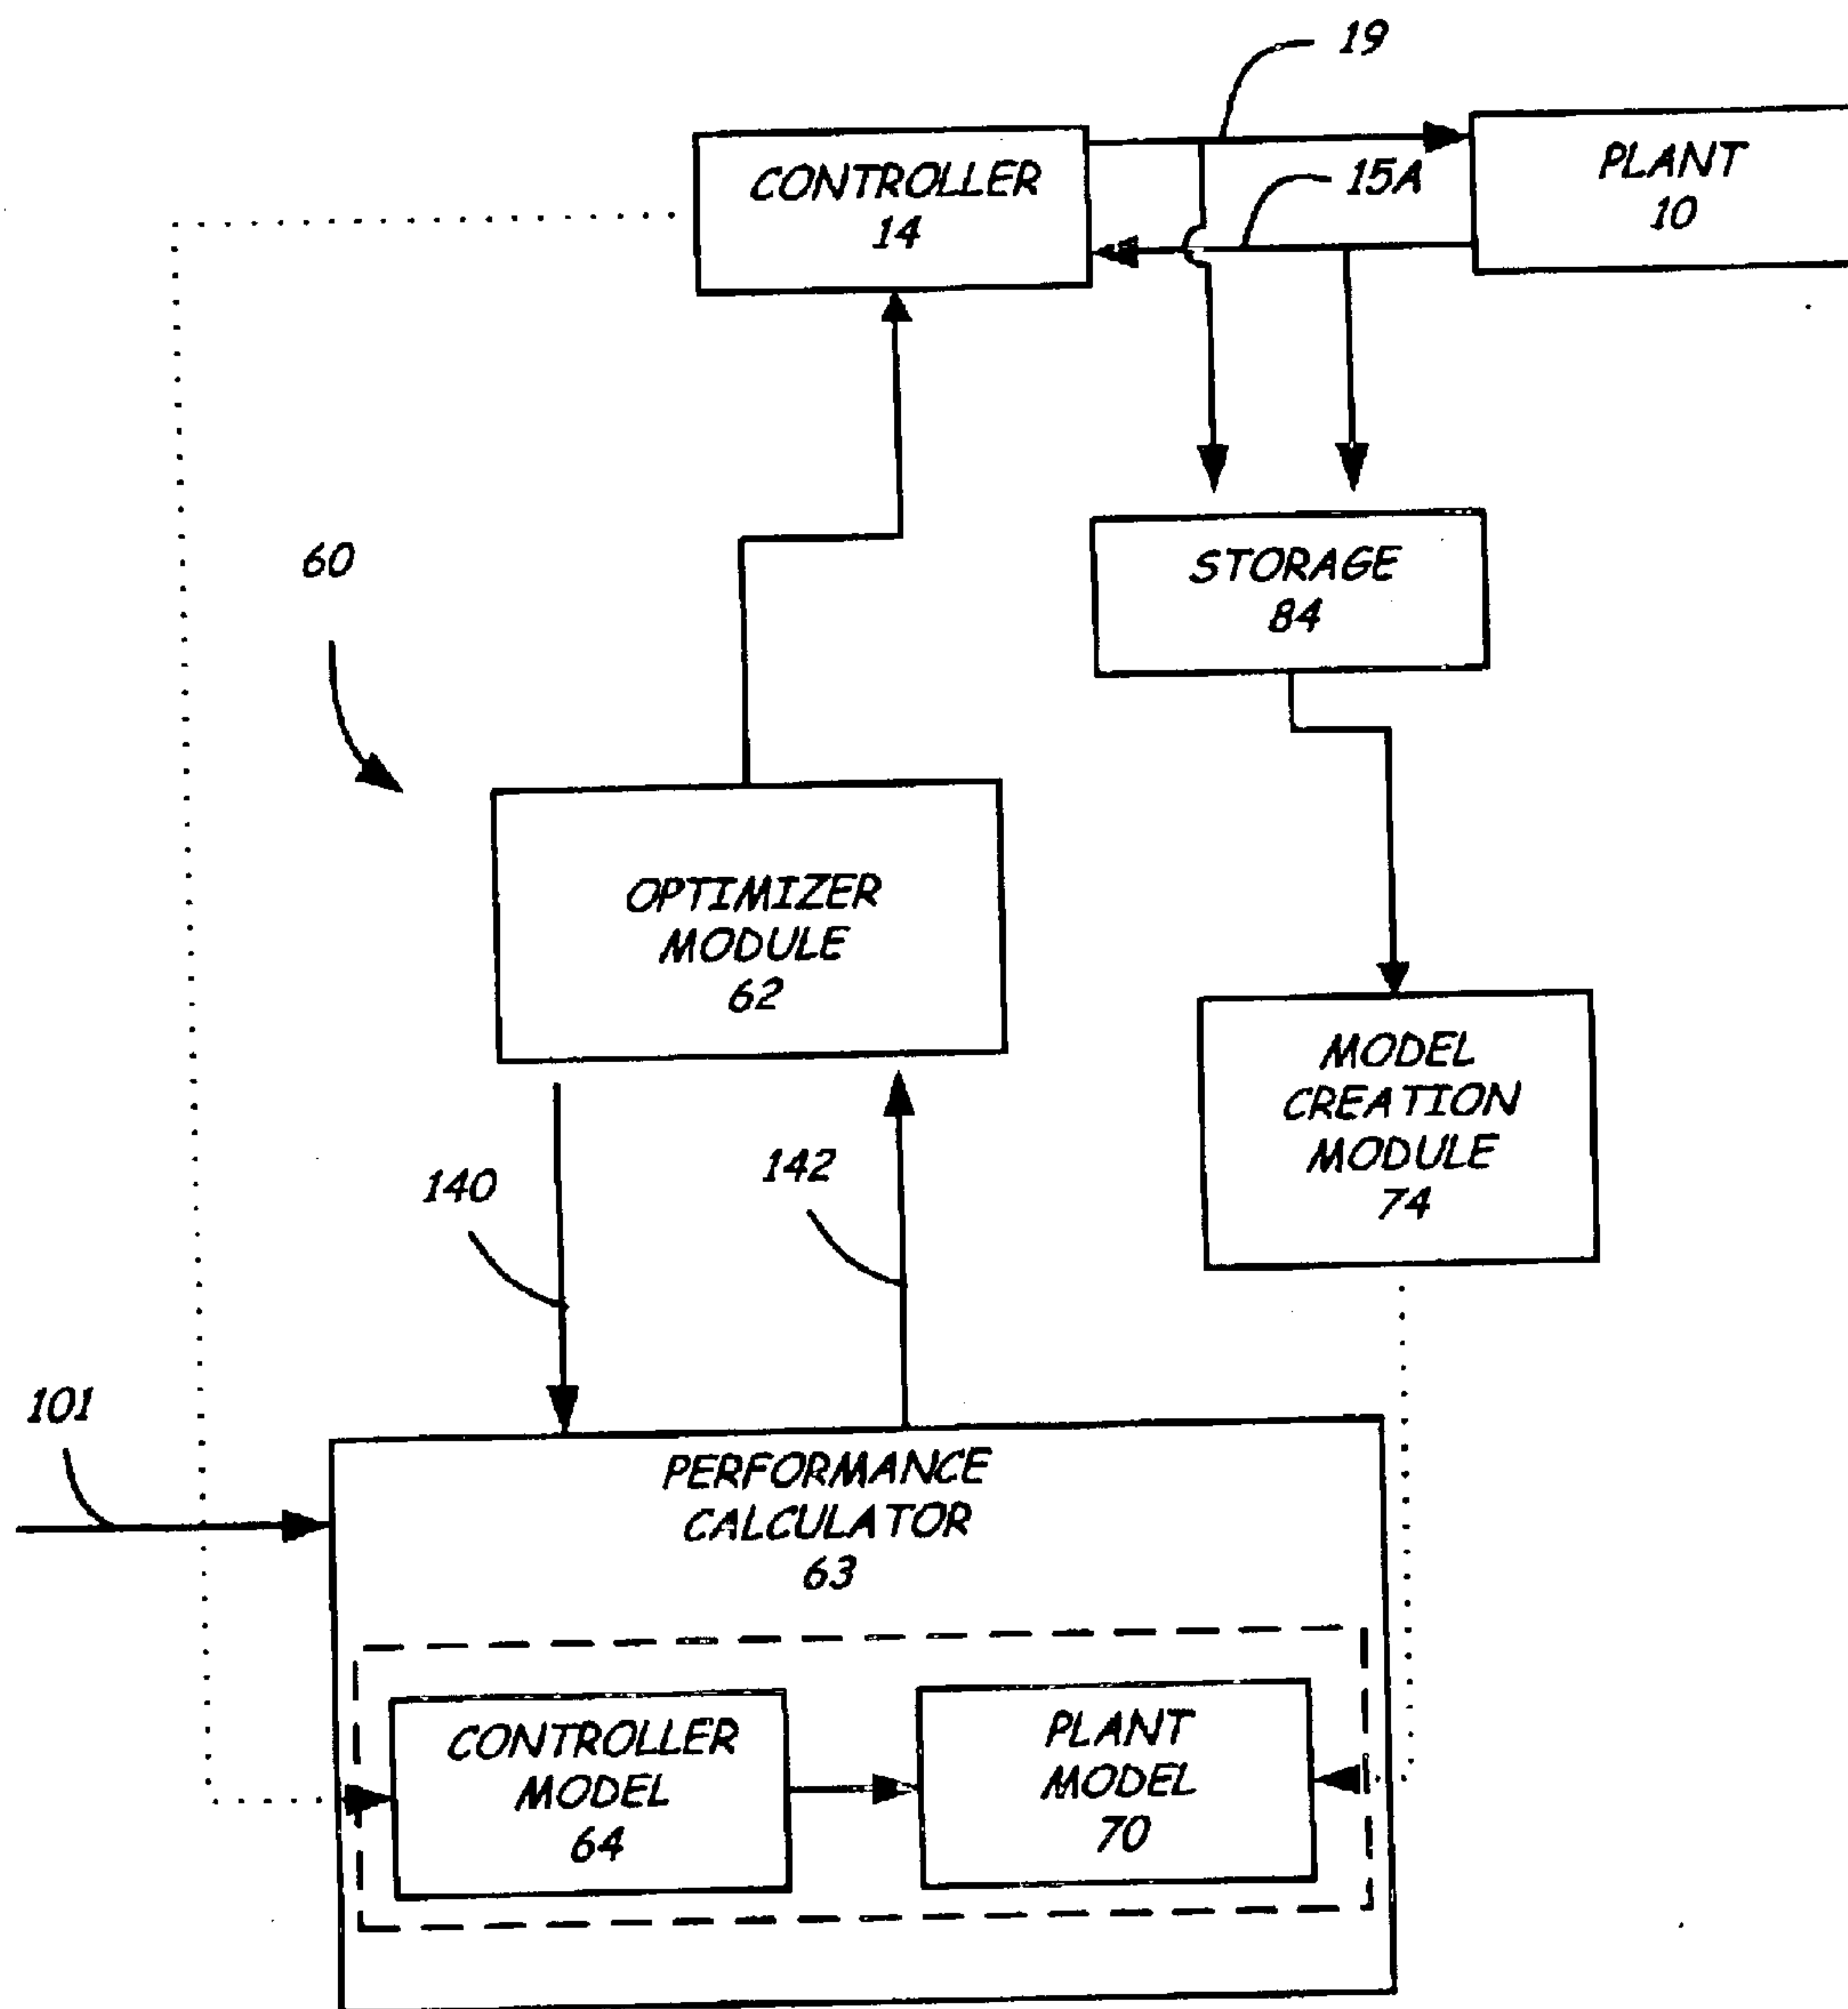 19
CONTROLLER
14
15A
PLANT
10
60
STORAGE
84
OPTIMIZER
MODULE
62
MODEL
CREATION
MODULE
74
140
142
101
PERFORMANCE
CALCULATOR
63
CONTROLLER
MODEL
64
PLANT
MODEL
70